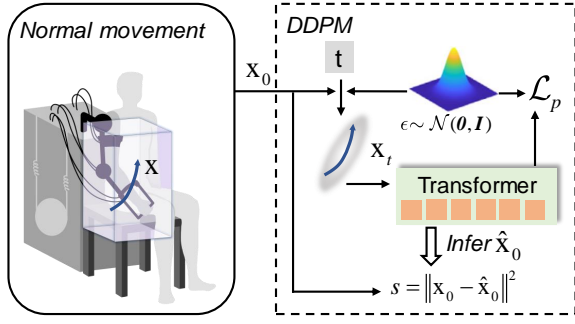 Normal movement
x
x₀
DDPM
t
ϵ∼ 𝒩(0, I)
ℒₚ
xₜ
Transformer
Infer x̂₀
s = ‖x₀ − x̂₀‖²